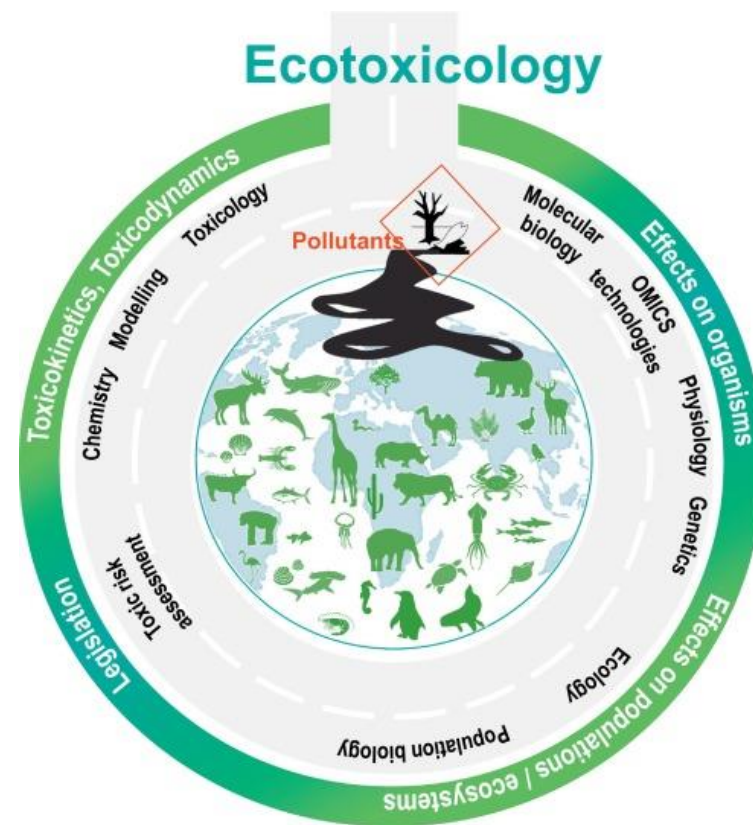 Ecotoxicology
Pollutants
Toxicokinetics, Toxicodynamics
Effects on organisms
Effects on populations / ecosystems
Legislation
Toxicology
Modelling
Chemistry
Toxic risk
assessment
Molecular
biology
OMICS
technologies
Physiology
Genetics
Ecology
Population biology